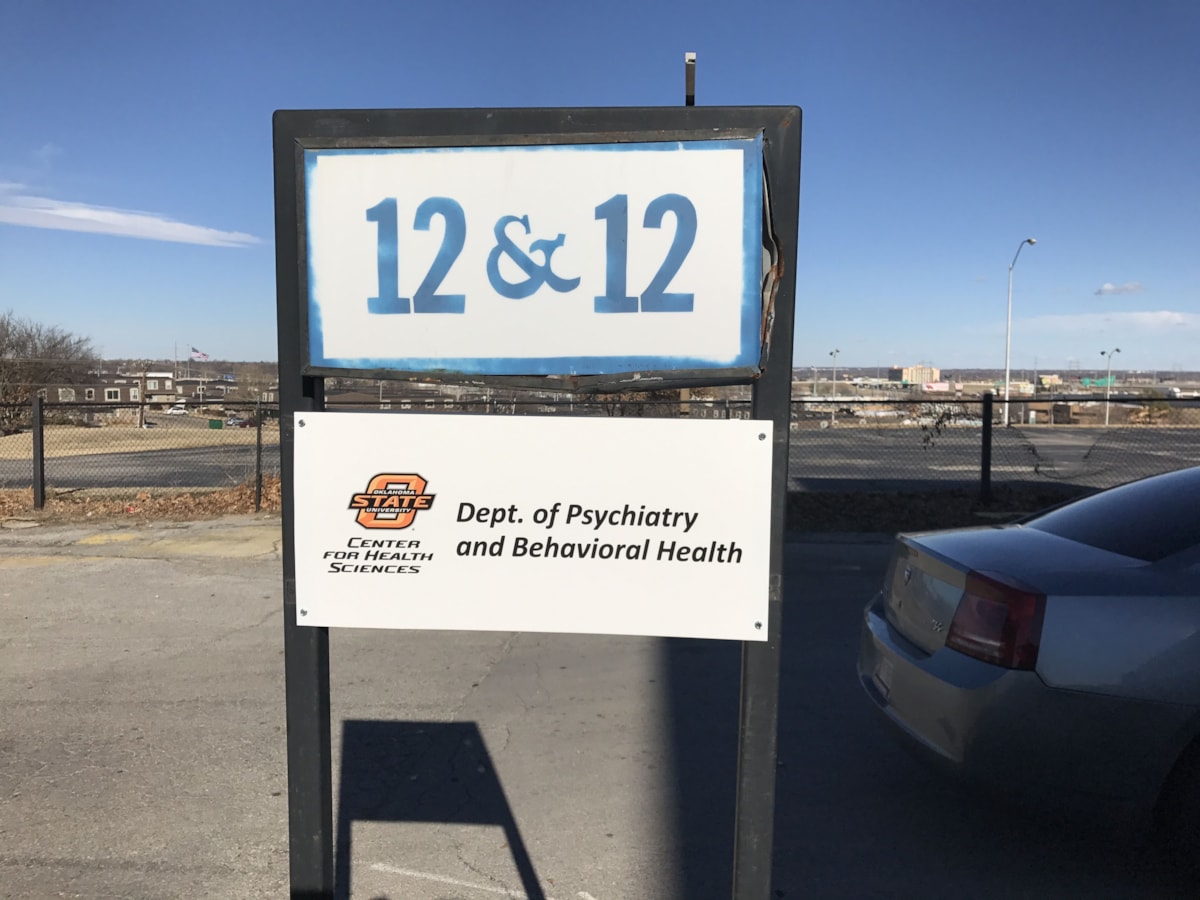 12 & 12
OKLAHOMA
STATE
UNIVERSITY
CENTER
FOR HEALTH
SCIENCES
Dept. of Psychiatry
and Behavioral Health